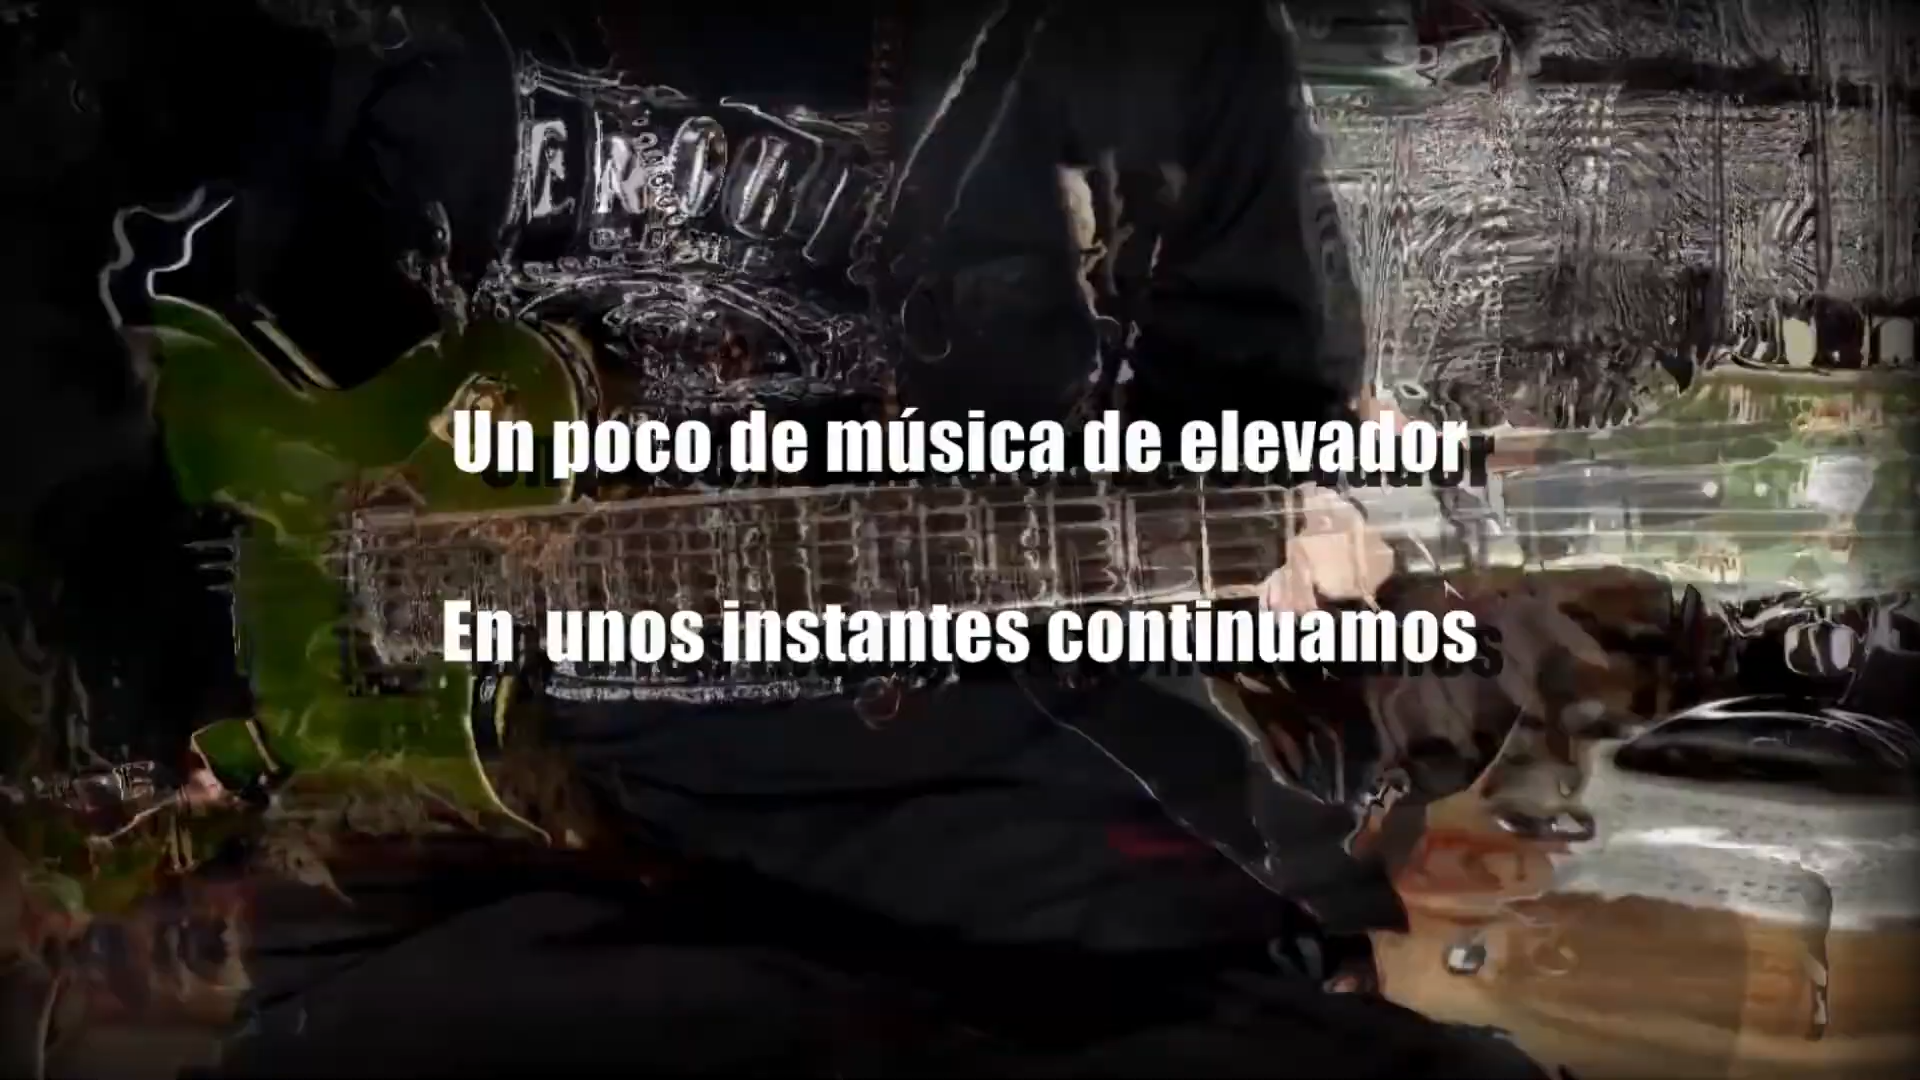 Un poco de música de elevador
En  unos instantes continuamos